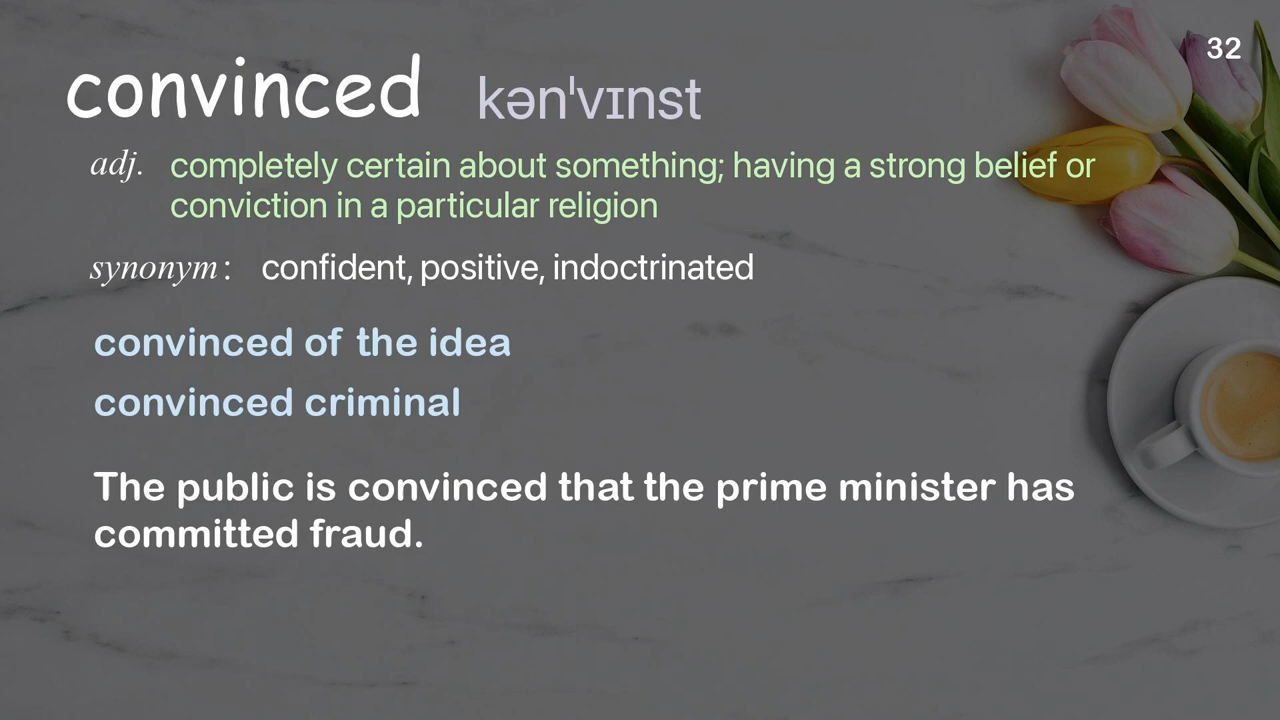 32
convinced kən'vɪnst
adj. completely certain about something; having a strong belief or
conviction in a particular religion
synonym: confident, positive, indoctrinated
convinced of the idea
convinced criminal
The public is convinced that the prime minister has
committed fraud.